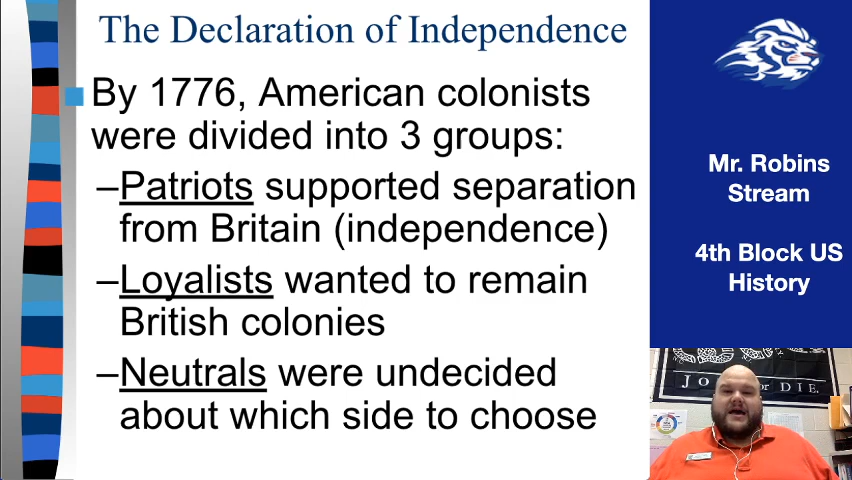 The Declaration of Independence
By 1776, American colonists
were divided into 3 groups:
–Patriots supported separation
from Britain (independence)
–Loyalists wanted to remain
British colonies
–Neutrals were undecided
about which side to choose
Mr. Robins
Stream
4th Block US
History
DIE.